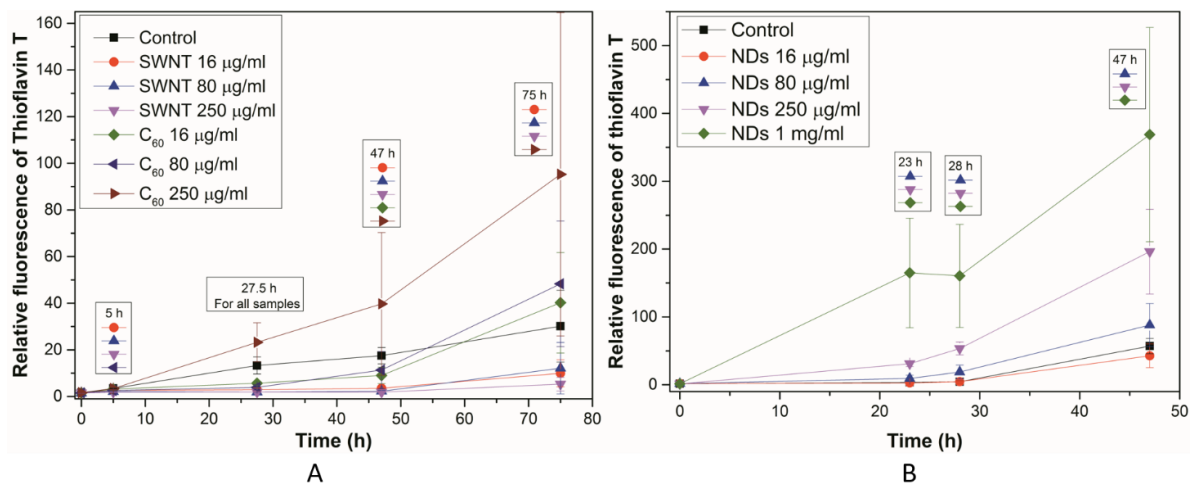 Relative fluorescence of Thioflavin T
160
140
120
100
80
60
40
20
0
Control
SWNT 16 μg/ml
SWNT 80 μg/ml
SWNT 250 μg/ml
C₆₀ 16 μg/ml
C₆₀ 80 μg/ml
C₆₀ 250 μg/ml
5 h
27.5 h
For all samples
47 h
75 h
0 10 20 30 40 50 60 70 80
Time (h)
A
Relative fluorescence of thioflavin T
500
400
300
200
100
0
Control
NDs 16 μg/ml
NDs 80 μg/ml
NDs 250 μg/ml
NDs 1 mg/ml
23 h
28 h
47 h
0 10 20 30 40 50
Time (h)
B